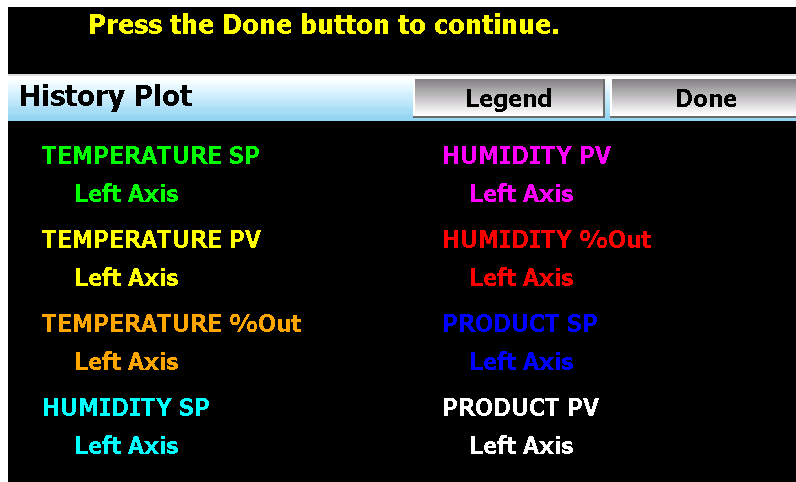 Press the Done button to continue.
History Plot
Legend
Done
TEMPERATURE SP
Left Axis
TEMPERATURE PV
Left Axis
TEMPERATURE %Out
Left Axis
HUMIDITY SP
Left Axis
HUMIDITY PV
Left Axis
HUMIDITY %Out
Left Axis
PRODUCT SP
Left Axis
PRODUCT PV
Left Axis